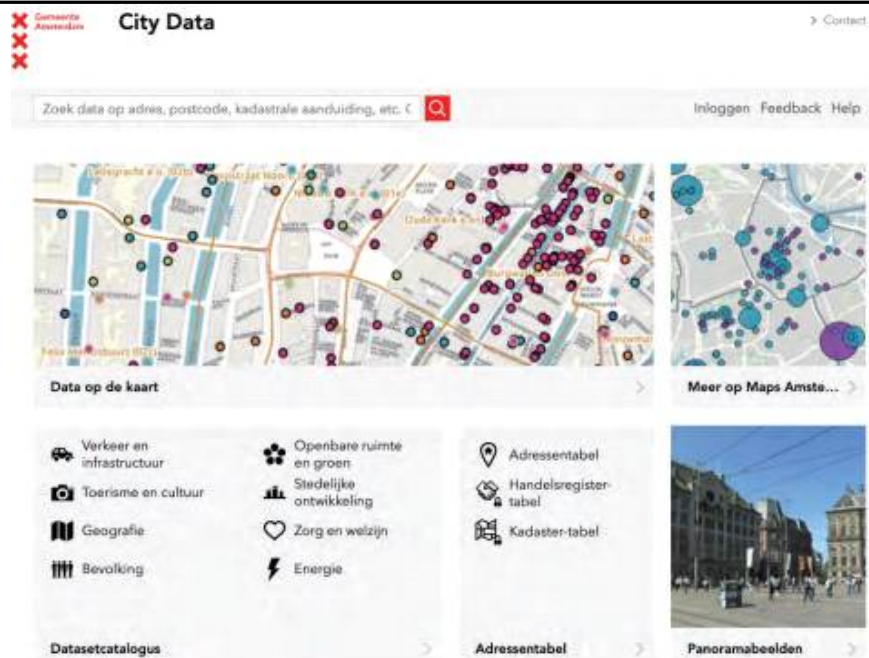 Gemeente
Amsterdam
City Data
Contact
Zoek data op adres, postcode, kadastrale aanduiding, etc.
Inloggen Feedback Help
Data op de kaart
Meer op Maps Amste...
Verkeer en
infrastructuur
Toerisme en cultuur
Geografie
Bevolking
Openbare ruimte
en groen
Stedelijke
ontwikkeling
Zorg en welzijn
Energie
Datasetcatalogus
Adressentabel
Handelsregister-
tabel
Kadaster-tabel
Adressentabel
Panoramabeelden